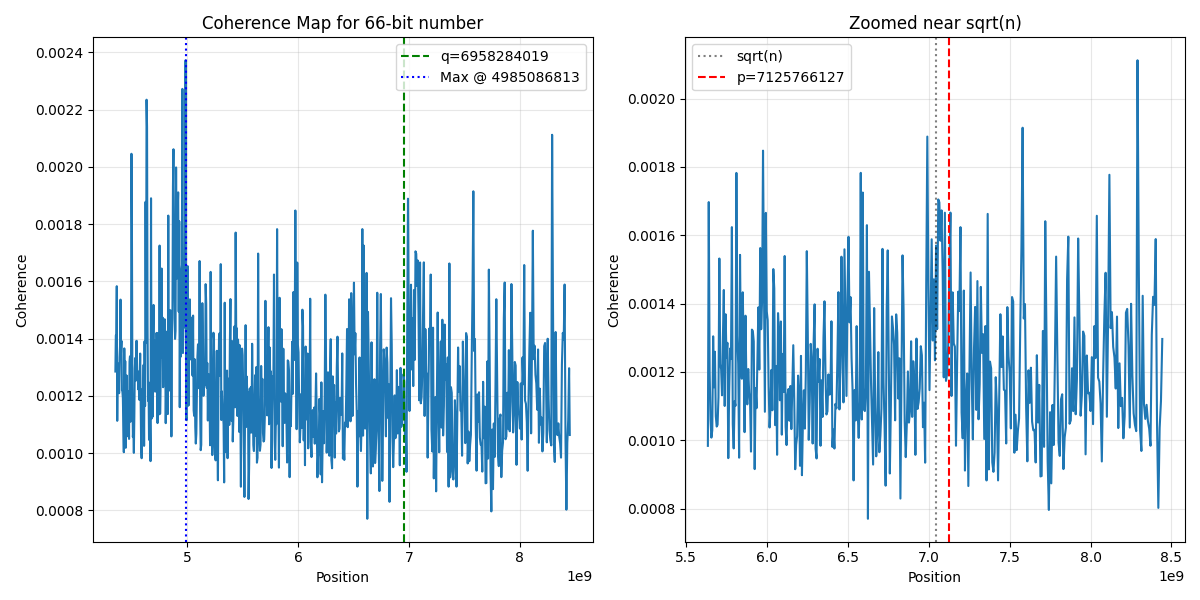 Coherence Map for 66-bit number
q=6958284019
Max @ 4985086813
0.0024
0.0022
0.0020
0.0018
0.0016
0.0014
0.0012
0.0010
0.0008
Coherence
5
6
7
8
1e9
Position
Zoomed near sqrt(n)
sqrt(n)
p=7125766127
0.0020
0.0018
0.0016
0.0014
0.0012
0.0010
0.0008
Coherence
5.5
6.0
6.5
7.0
7.5
8.0
8.5
1e9
Position